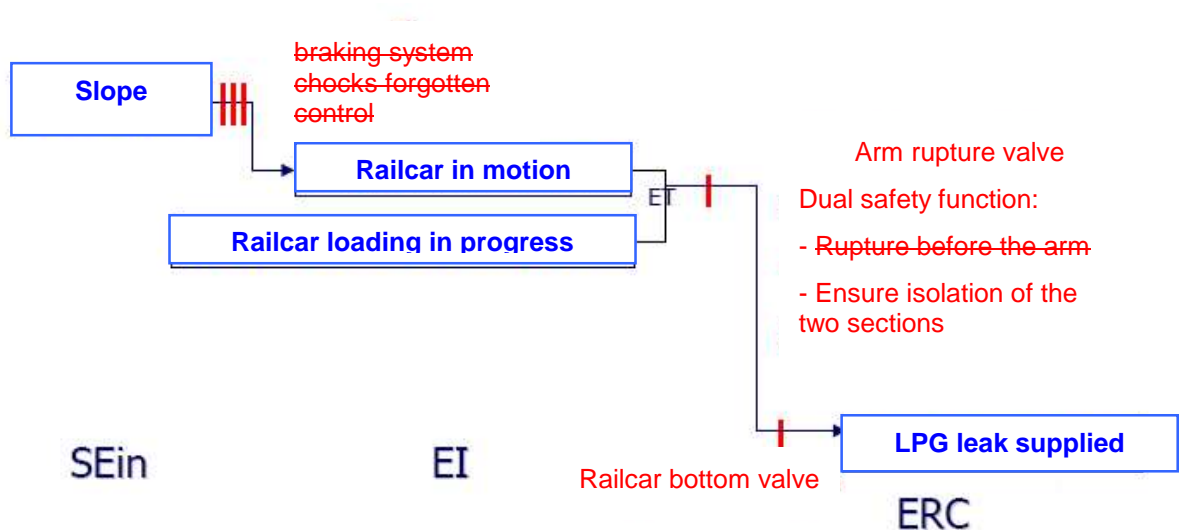 braking system
chocks forgotten
control
Slope
Railcar in motion
ET
Railcar loading in progress
Arm rupture valve
Dual safety function:
- Rupture before the arm
- Ensure isolation of the
two sections
LPG leak supplied
Railcar bottom valve
SEin
EI
ERC